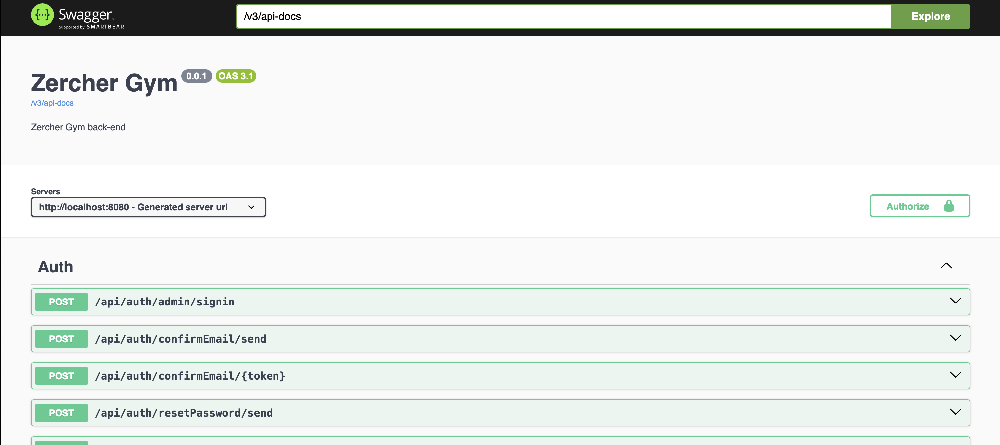 Swagger™
Supported by SMARTBEAR
/v3/api-docs
Explore
Zercher Gym 0.0.1 OAS 3.1
/v3/api-docs
Zercher Gym back-end
Servers
http://localhost:8080 - Generated server url
Authorize
Auth
POST /api/auth/admin/signin
POST /api/auth/confirmEmail/send
POST /api/auth/confirmEmail/{token}
POST /api/auth/resetPassword/send